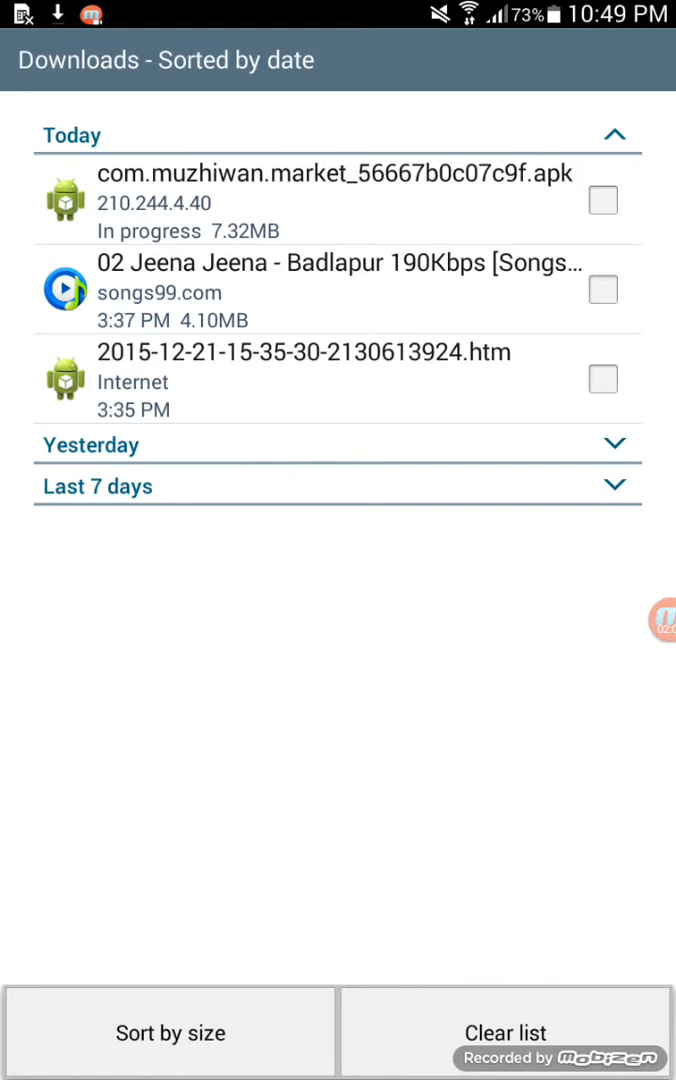 73% 10:49 PM
Downloads - Sorted by date
Today
com.muzhiwan.market_56667b0c07c9f.apk
210.244.4.40
In progress 7.32MB
02 Jeena Jeena - Badlapur 190Kbps [Songs...
songs99.com
3:37 PM 4.10MB
2015-12-21-15-35-30-2130613924.htm
Internet
3:35 PM
Yesterday
Last 7 days
Sort by size
Clear list
Recorded by mobizen